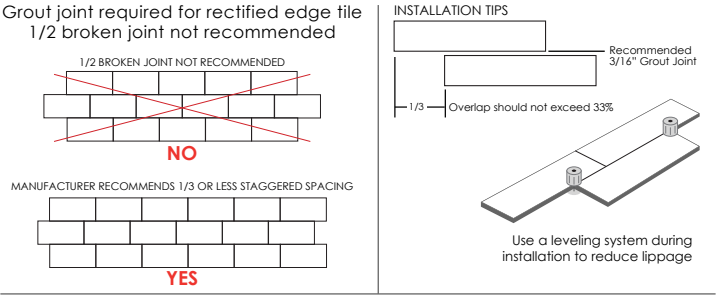 Grout joint required for rectified edge tile
1/2 broken joint not recommended
1/2 BROKEN JOINT NOT RECOMMENDED
NO
MANUFACTURER RECOMMENDS 1/3 OR LESS STAGGERED SPACING
YES
INSTALLATION TIPS
Recommended
3/16" Grout Joint
1/3
Overlap should not exceed 33%
Use a leveling system during
installation to reduce lippage